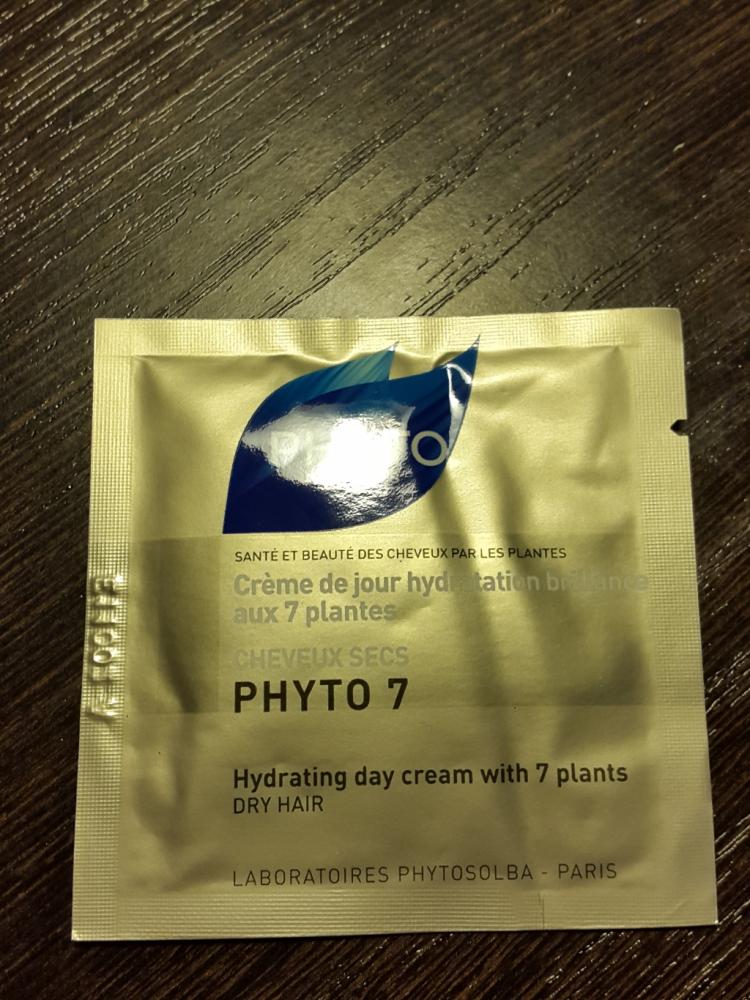 PHYTO
SANTÉ ET BEAUTÉ DES CHEVEUX PAR LES PLANTES
Crème de jour hydratation brillance
aux 7 plantes
CHEVEUX SECS
PHYTO 7
Hydrating day cream with 7 plants
DRY HAIR
LABORATOIRES PHYTOSOLBA - PARIS